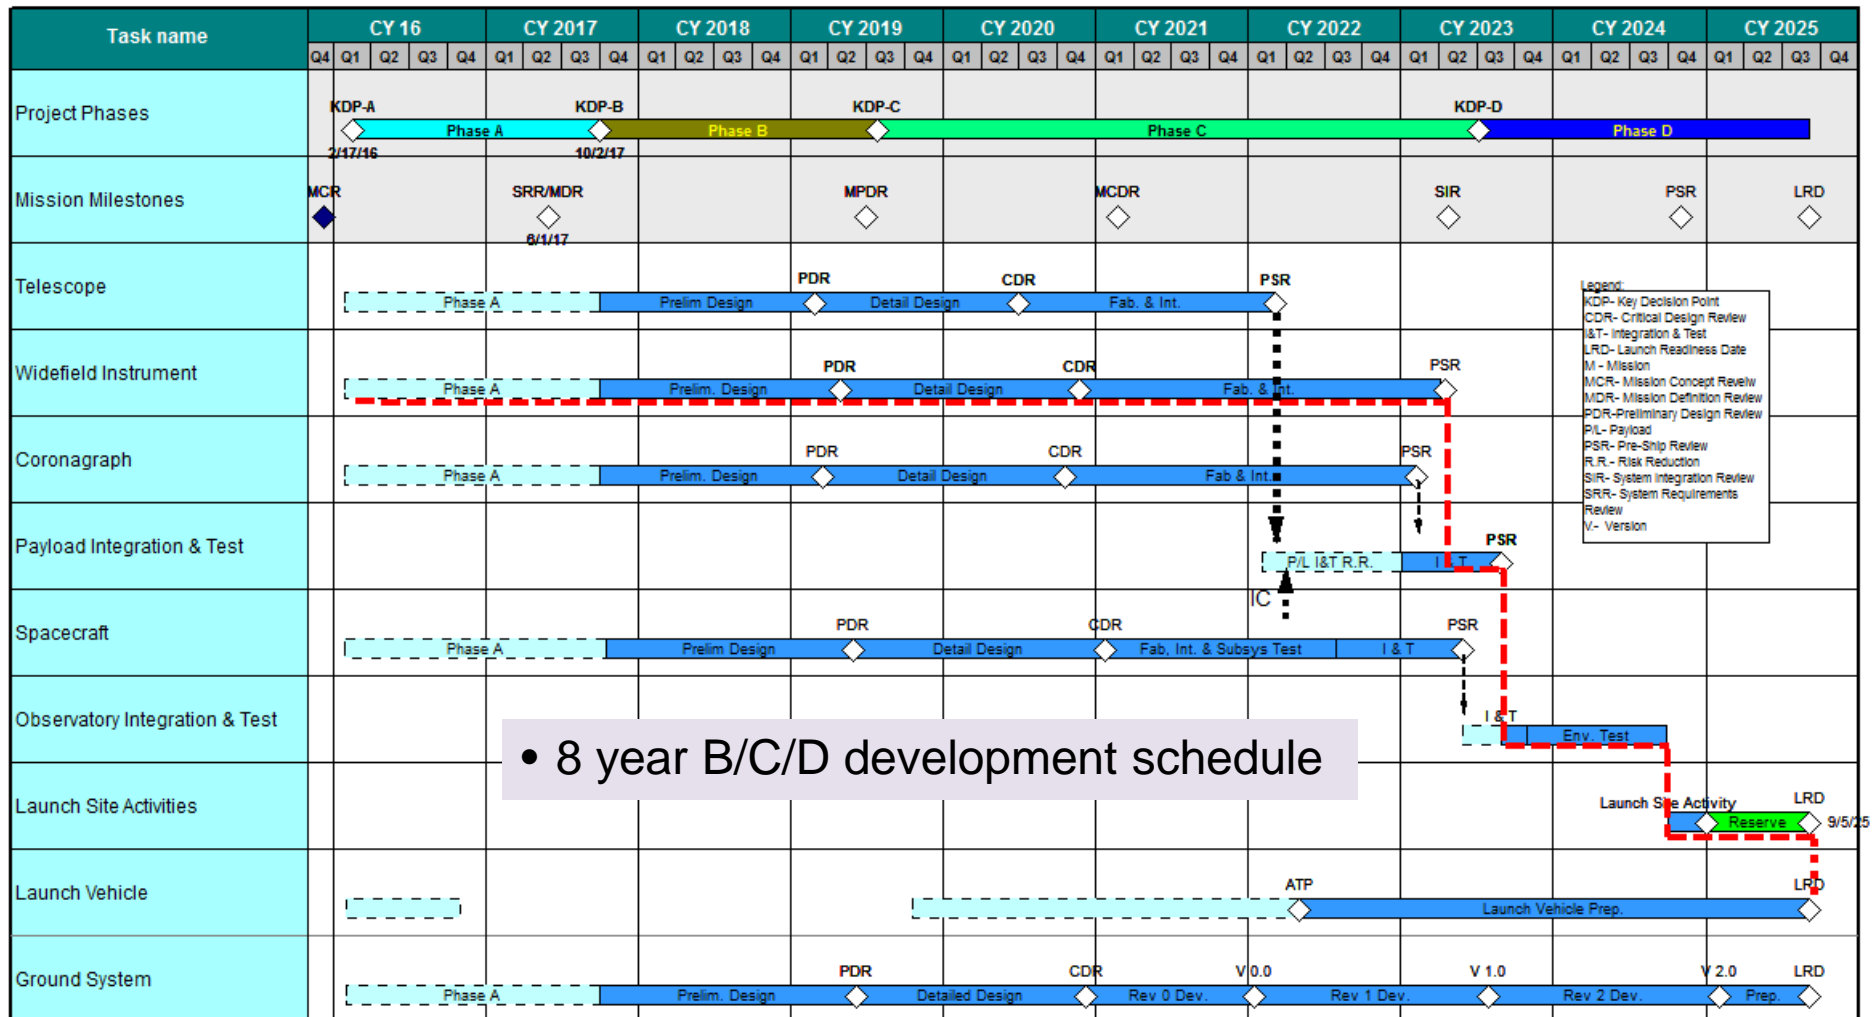 Task name CY 16 CY 2017 CY 2018 CY 2019 CY 2020 CY 2021 CY 2022 CY 2023 CY 2024 CY 2025
Q4 Q1 Q2 Q3 Q4 Q1 Q2 Q3 Q4 Q1 Q2 Q3 Q4 Q1 Q2 Q3 Q4 Q1 Q2 Q3 Q4 Q1 Q2 Q3 Q4 Q1 Q2 Q3 Q4 Q1 Q2 Q3 Q4 Q1 Q2 Q3 Q4 Q1 Q2 Q3 Q4
KDP-A KDP-B KDP-C KDP-D
Project Phases
Phase A Phase B Phase C Phase D
2/17/16 10/2/17
MCR SRR/MDR MPDR MCDR SIR PSR LRD
Mission Milestones
6/1/17
PDR CDR PSR
Telescope
Phase A Prelim Design Detail Design Fab. & Int.
Legend:
KDP- Key Decision Point
CDR- Critical Design Review
I&T- Integration & Test
LRD- Launch Readiness Date
M - Mission
MCR- Mission Concept Reveiw
MDR- Mission Definition Review
PDR-Preliminary Design Review
P/L- Payload
PSR- Pre-Ship Review
R.R.- Risk Reduction
SIR- System Integration Review
SRR- System Requirements
Review
V.- Version
PDR CDR PSR
Widefield Instrument
Phase A Prelim. Design Detail Design Fab. & Int.
PDR CDR PSR
Coronagraph
Phase A Prelim. Design Detail Design Fab & Int.
PSR
Payload Integration & Test
P/L I&T R.R. I & T
IC
PDR CDR PSR
Spacecraft
Phase A Prelim Design Detail Design Fab, Int. & Subsys Test I & T
I & T
Observatory Integration & Test
Env. Test
• 8 year B/C/D development schedule
Launch Site Activity LRD
Launch Site Activities
Reserve 9/5/25
ATP LRD
Launch Vehicle
Launch Vehicle Prep.
PDR CDR V 0.0 V 1.0 V 2.0 LRD
Ground System
Phase A Prelim. Design Detailed Design Rev 0 Dev. Rev 1 Dev. Rev 2 Dev. Prep.